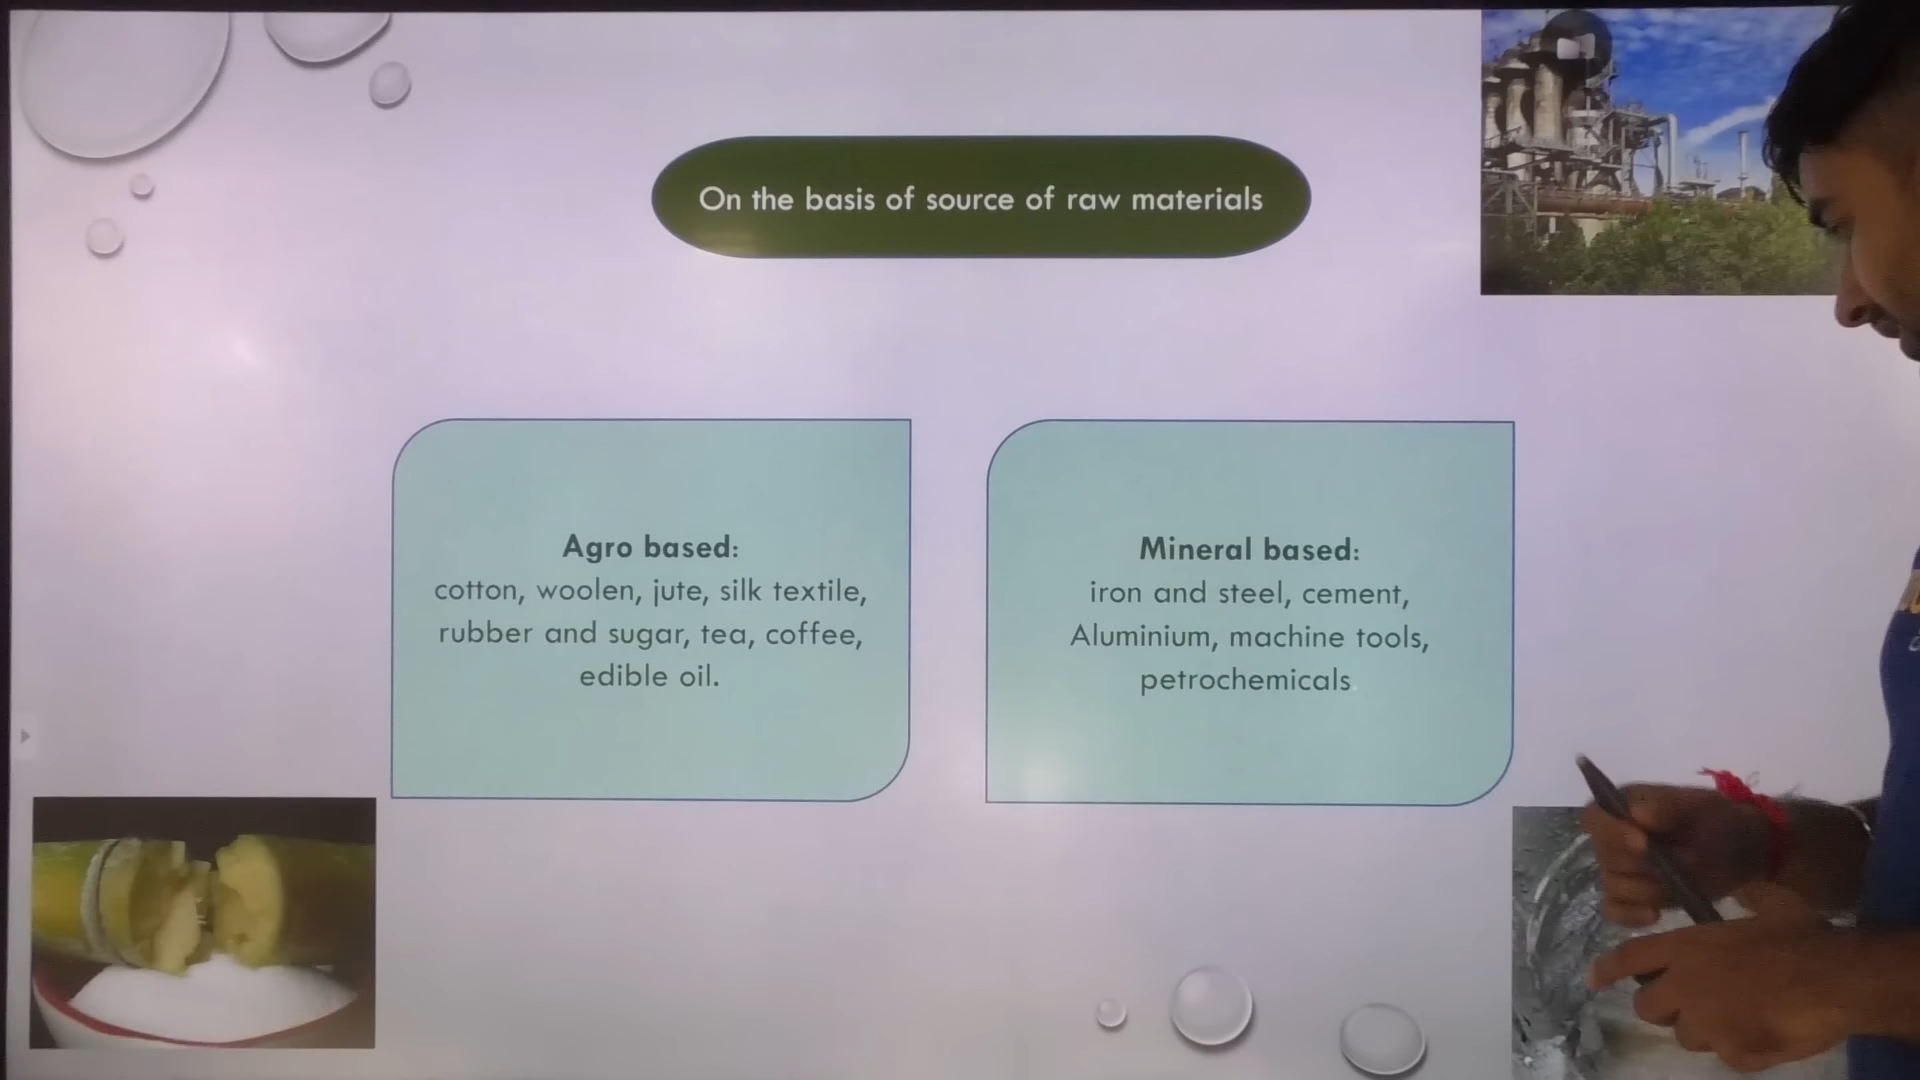 On the basis of source of raw materials
Agro based:
cotton, woolen, jute, silk textile,
rubber and sugar, tea, coffee,
edible oil.
Mineral based:
iron and steel, cement,
Aluminium, machine tools,
petrochemicals